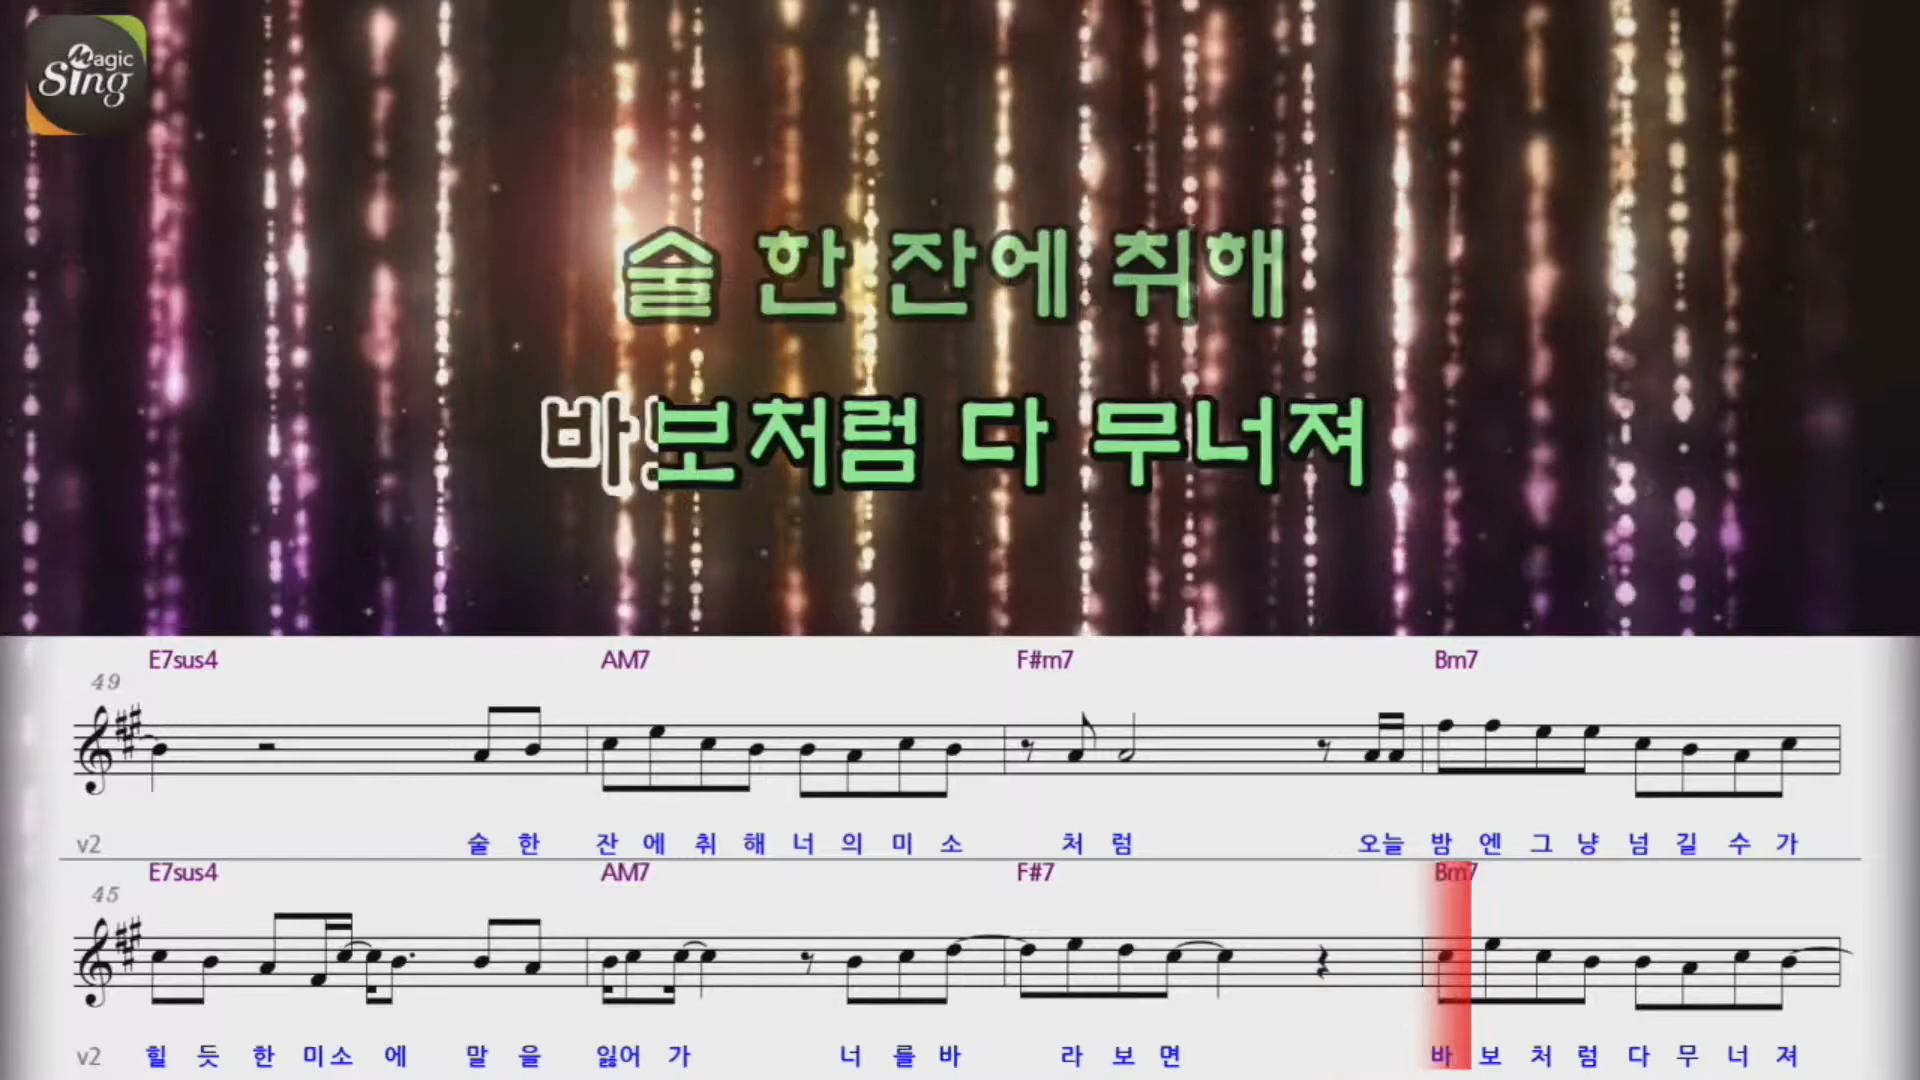 Magic
Sing
술 한 잔에 취해
바보처럼 다 무너져
E7sus4 AM7 F#m7 Bm7
49
v2 술 한 잔 에 취 해 너 의 미 소 처 럼 오늘 밤 엔 그 냥 넘 길 수 가
E7sus4 AM7 F#7 Bm7
45
v2 힐 듯 한 미 소 에 말 을 잃어 가 너 를 바 라 보 면 바 보 처 럼 다 무 너 져